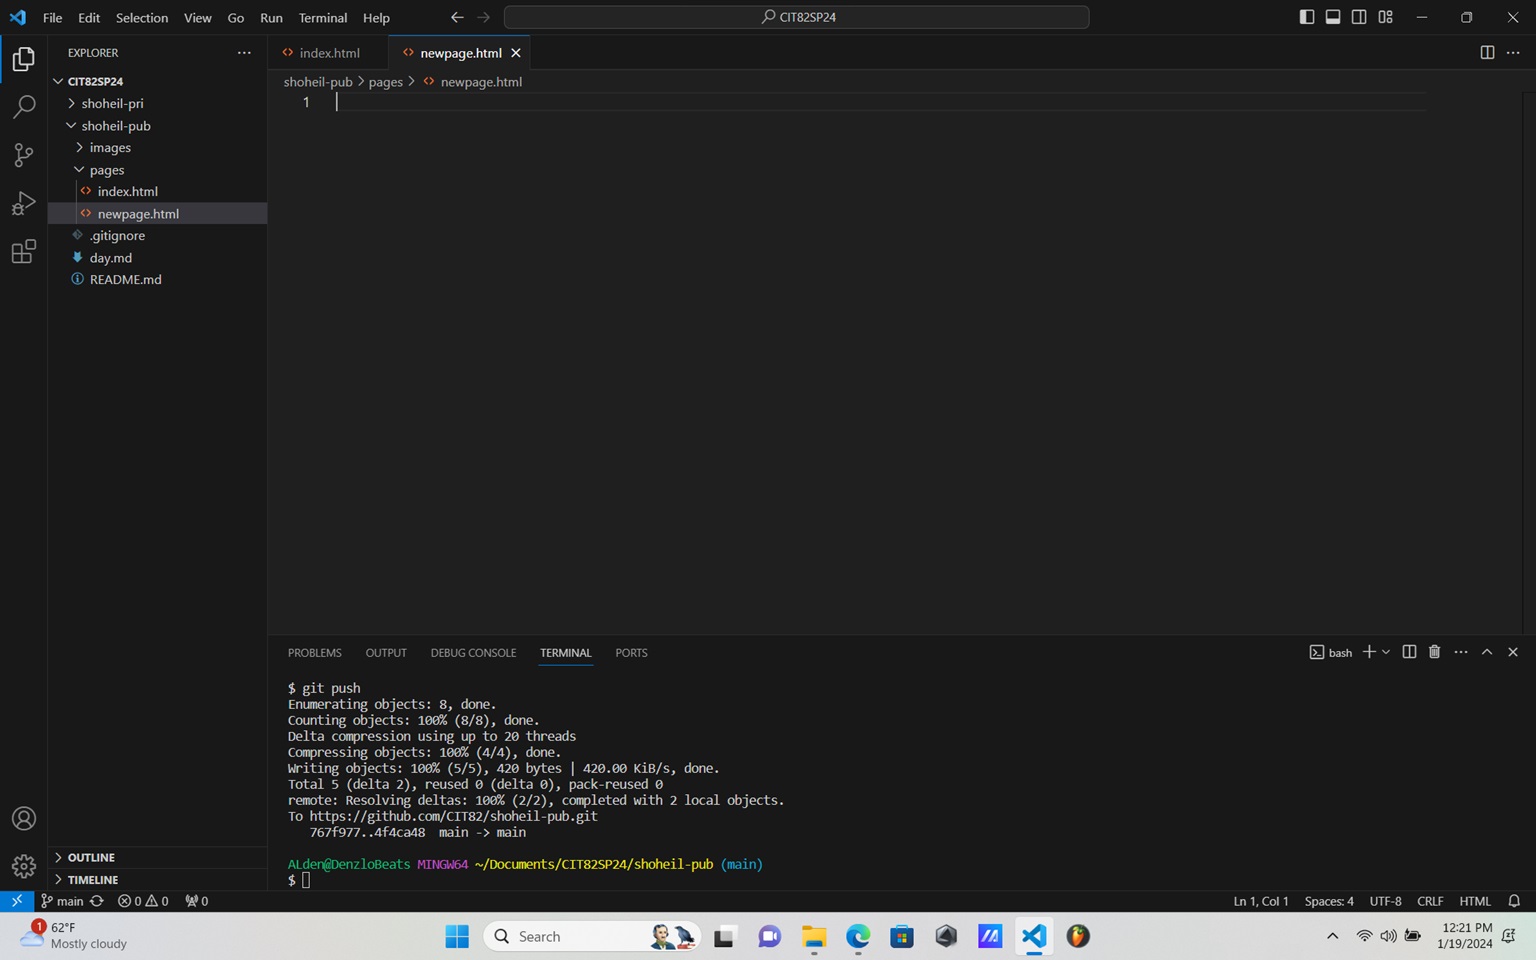 File Edit Selection View Go Run Terminal Help
CIT82SP24
EXPLORER
CIT82SP24
shoheil-pri
shoheil-pub
images
pages
index.html
newpage.html
.gitignore
day.md
README.md
OUTLINE
TIMELINE
index.html newpage.html
shoheil-pub > pages > newpage.html
1
PROBLEMS OUTPUT DEBUG CONSOLE TERMINAL PORTS
bash
$ git push
Enumerating objects: 8, done.
Counting objects: 100% (8/8), done.
Delta compression using up to 20 threads
Compressing objects: 100% (4/4), done.
Writing objects: 100% (5/5), 420 bytes | 420.00 KiB/s, done.
Total 5 (delta 2), reused 0 (delta 0), pack-reused 0
remote: Resolving deltas: 100% (2/2), completed with 2 local objects.
To https://github.com/CIT82/shoheil-pub.git
767f977..4f4ca48 main -> main
ALden@DenzloBeats MINGW64 ~/Documents/CIT82SP24/shoheil-pub (main)
$
main 0 0 0
Ln 1, Col 1 Spaces: 4 UTF-8 CRLF HTML
1
62°F
Mostly cloudy
Search
12:21 PM
1/19/2024